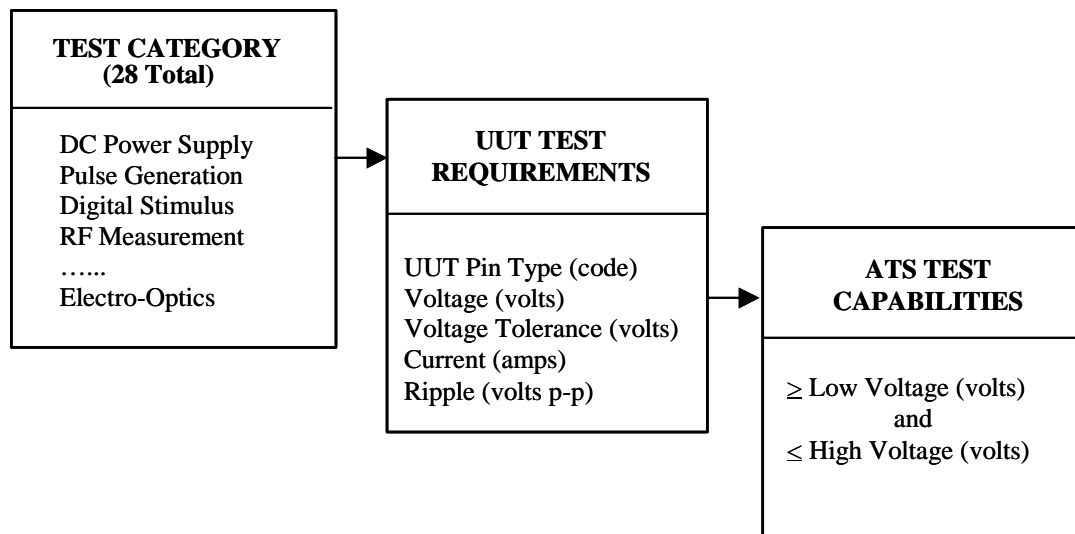 TEST CATEGORY
(28 Total)
DC Power Supply
Pulse Generation
Digital Stimulus
RF Measurement
…...
Electro-Optics
UUT TEST
REQUIREMENTS
UUT Pin Type (code)
Voltage (volts)
Voltage Tolerance (volts)
Current (amps)
Ripple (volts p-p)
ATS TEST
CAPABILITIES
≥ Low Voltage (volts)
and
≤ High Voltage (volts)